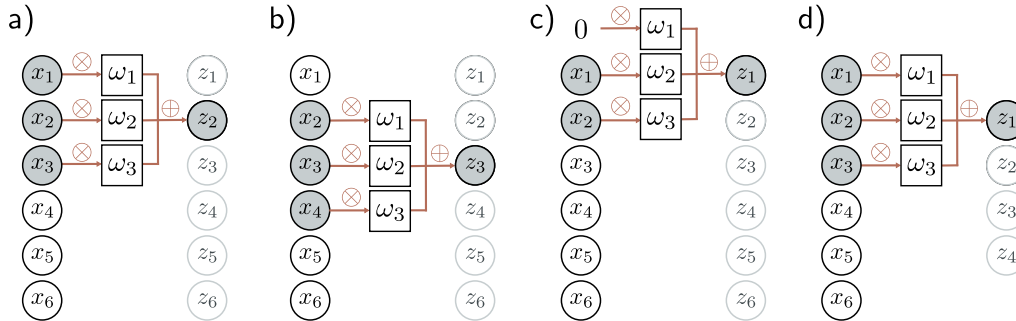 a)
x₁ ⊗ ω₁ z₁
x₂ ⊗ ω₂ ⊕ z₂
x₃ ⊗ ω₃ z₃
x₄ z₄
x₅ z₅
x₆ z₆
b)
x₁ z₁
x₂ ⊗ ω₁ z₂
x₃ ⊗ ω₂ ⊕ z₃
x₄ ⊗ ω₃ z₄
x₅ z₅
x₆ z₆
c)
0 ⊗ ω₁
x₁ ⊗ ω₂ ⊕ z₁
x₂ ⊗ ω₃ z₂
x₃ z₃
x₄ z₄
x₅ z₅
x₆ z₆
d)
x₁ ⊗ ω₁
x₂ ⊗ ω₂ ⊕ z₁
x₃ ⊗ ω₃ z₂
x₄ z₃
x₅ z₄
x₆